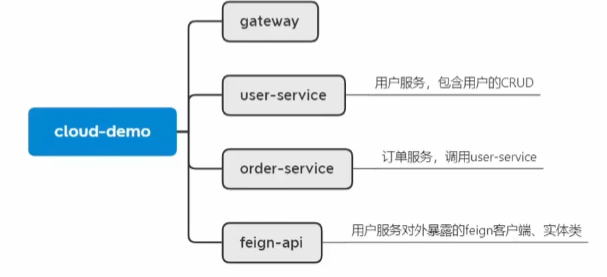 gateway
user-service
用户服务，包含用户的CRUD
cloud-demo
order-service
订单服务，调用user-service
feign-api
用户服务对外暴露的feign客户端、实体类